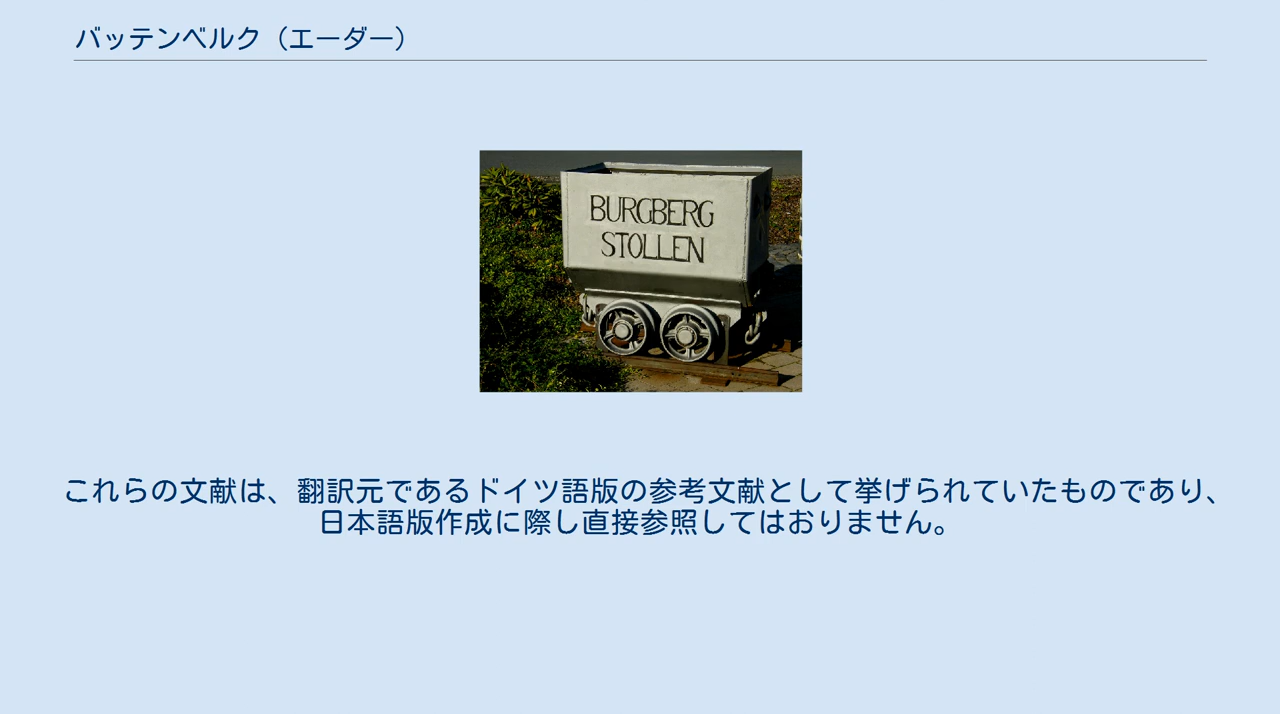 バッテンベルク（エーダー）
BURGBERG
STOLLEN
これらの文献は、翻訳元であるドイツ語版の参考文献として挙げられていたものであり、
日本語版作成に際し直接参照してはおりません。